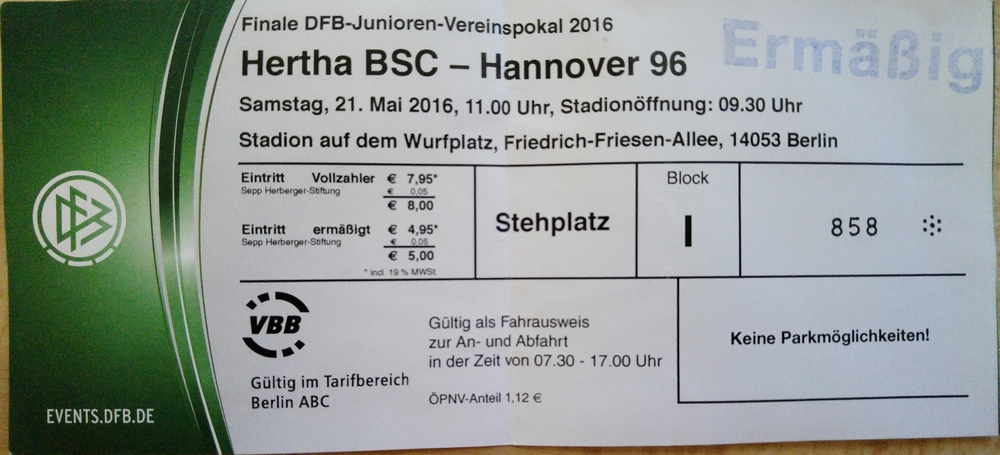 Finale DFB-Junioren-Vereinspokal 2016
Ermäßig
Hertha BSC – Hannover 96
Samstag, 21. Mai 2016, 11.00 Uhr, Stadionöffnung: 09.30 Uhr
Stadion auf dem Wurfplatz, Friedrich-Friesen-Allee, 14053 Berlin
Eintritt Vollzahler € 7,95*
Sepp Herberger-Stiftung € 0,05
€ 8,00
Eintritt ermäßigt € 4,95*
Sepp Herberger-Stiftung € 0,05
€ 5,00
* incl. 19 % MWSt.
Stehplatz
Block
I
858
DFB
VBB
Gültig im Tarifbereich
Berlin ABC
Gültig als Fahrausweis
zur An- und Abfahrt
in der Zeit von 07.30 - 17.00 Uhr
ÖPNV-Anteil 1,12 €
Keine Parkmöglichkeiten!
EVENTS.DFB.DE